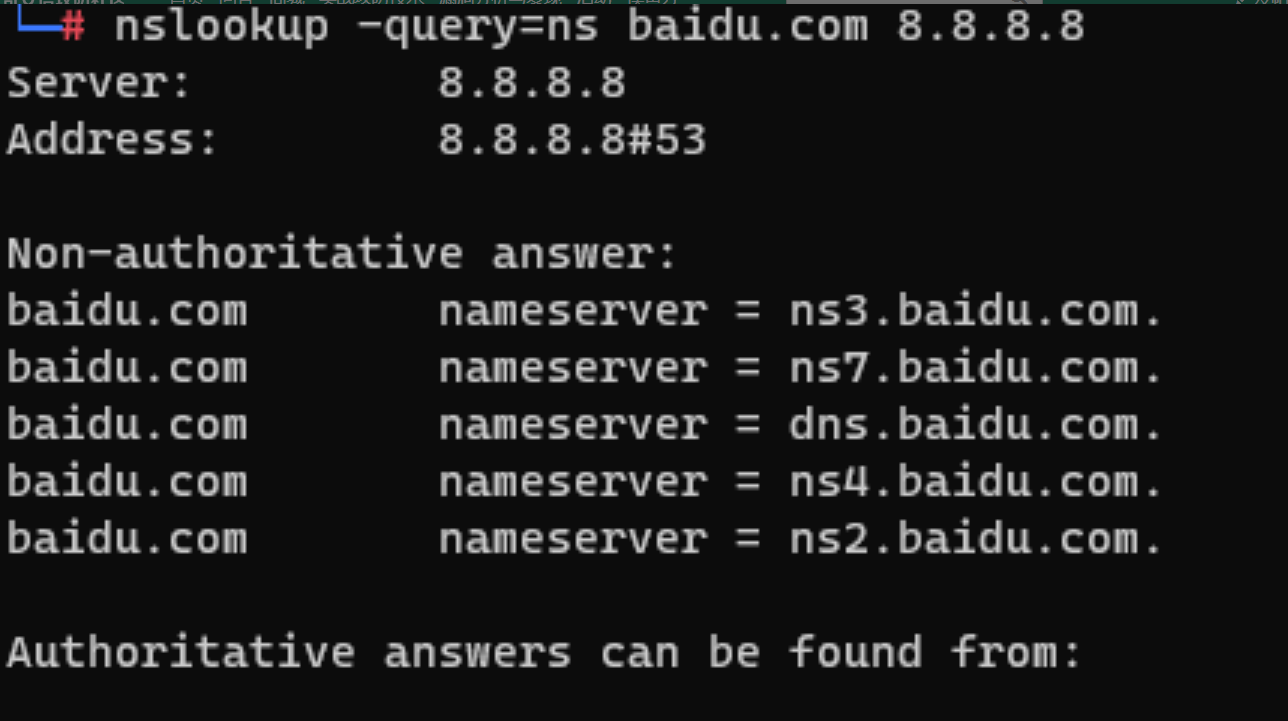 └─# nslookup -query=ns baidu.com 8.8.8.8
Server:         8.8.8.8
Address:        8.8.8.8#53

Non-authoritative answer:
baidu.com       nameserver = ns3.baidu.com.
baidu.com       nameserver = ns7.baidu.com.
baidu.com       nameserver = dns.baidu.com.
baidu.com       nameserver = ns4.baidu.com.
baidu.com       nameserver = ns2.baidu.com.

Authoritative answers can be found from: